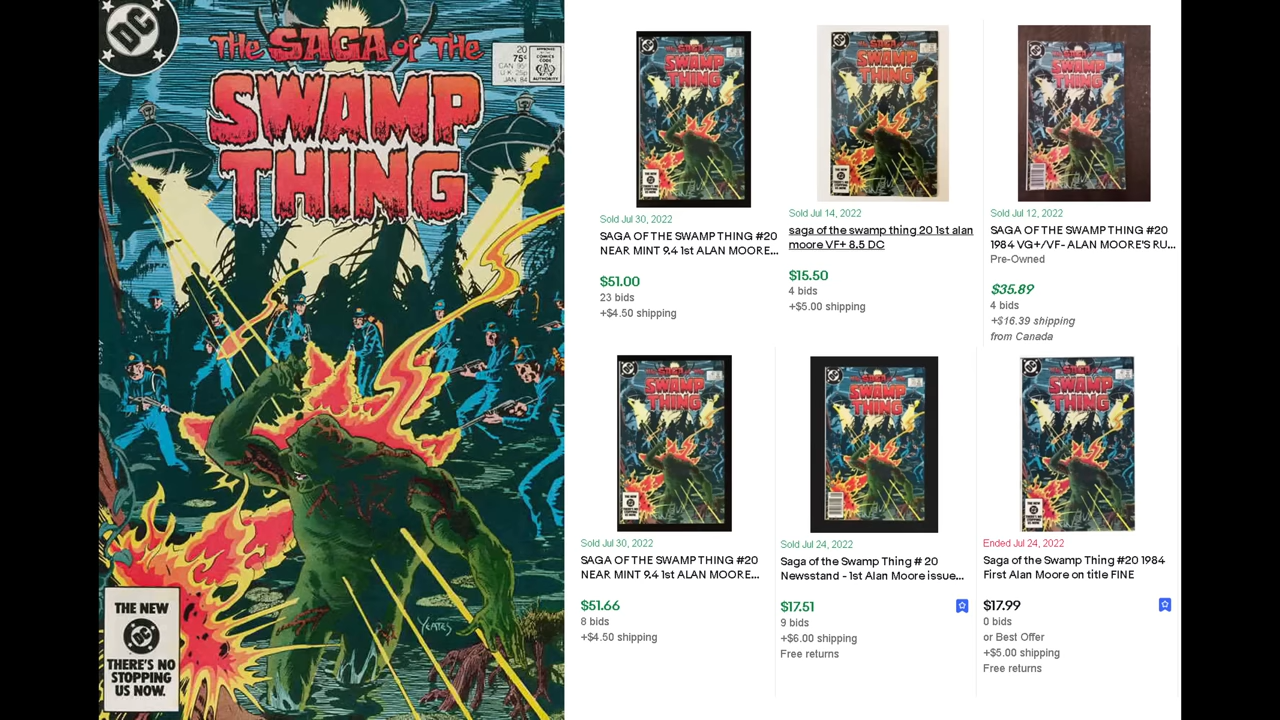 DC
THE SAGA OF THE
SWAMP
THING
20
75¢
CAN 95¢
U.K. 25p
JAN 84
APPROVED
BY THE
COMICS
CODE
AUTHORITY
YEATES
THE NEW
DC
THERE'S NO
STOPPING
US NOW.
Sold Jul 30, 2022
SAGA OF THE SWAMP THING #20
NEAR MINT 9.4 1st ALAN MOORE...
$51.00
23 bids
+$4.50 shipping
Sold Jul 14, 2022
saga of the swamp thing 20 1st alan
moore VF+ 8.5 DC
$15.50
4 bids
+$5.00 shipping
Sold Jul 12, 2022
SAGA OF THE SWAMP THING #20
1984 VG+/VF- ALAN MOORE'S RU...
Pre-Owned
$35.89
4 bids
+$16.39 shipping
from Canada
Sold Jul 30, 2022
SAGA OF THE SWAMP THING #20
NEAR MINT 9.4 1st ALAN MOORE...
$51.66
8 bids
+$4.50 shipping
Sold Jul 24, 2022
Saga of the Swamp Thing # 20
Newsstand - 1st Alan Moore issue...
$17.51
9 bids
+$6.00 shipping
Free returns
Ended Jul 24, 2022
Saga of the Swamp Thing #20 1984
First Alan Moore on title FINE
$17.99
0 bids
or Best Offer
+$5.00 shipping
Free returns